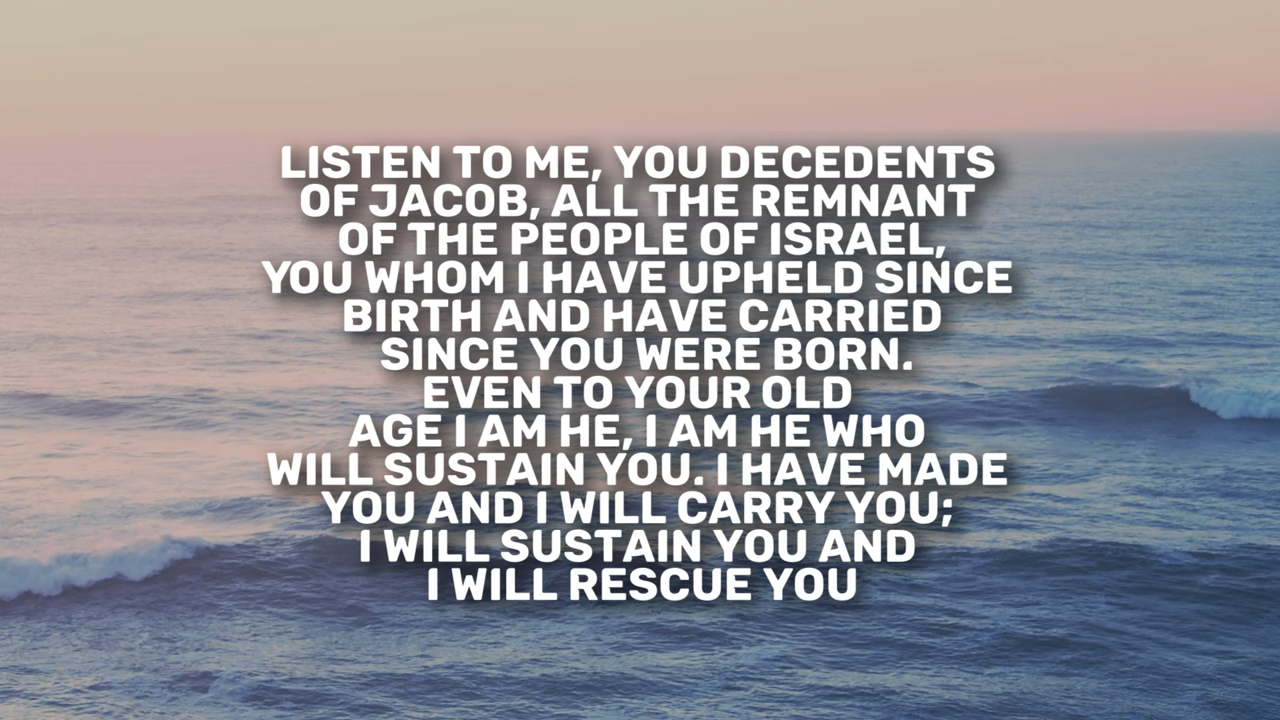 LISTEN TO ME, YOU DECEDENTS
OF JACOB, ALL THE REMNANT
OF THE PEOPLE OF ISRAEL,
YOU WHOM I HAVE UPHELD SINCE
BIRTH AND HAVE CARRIED
SINCE YOU WERE BORN.
EVEN TO YOUR OLD
AGE I AM HE, I AM HE WHO
WILL SUSTAIN YOU. I HAVE MADE
YOU AND I WILL CARRY YOU;
I WILL SUSTAIN YOU AND
I WILL RESCUE YOU